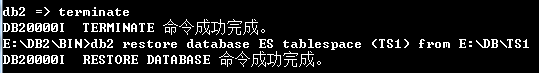 db2 => terminate
DB20000I  TERMINATE 命令成功完成。
E:\DB2\BIN>db2 restore database ES tablespace (TS1) from E:\DB\TS1
DB20000I  RESTORE DATABASE 命令成功完成。